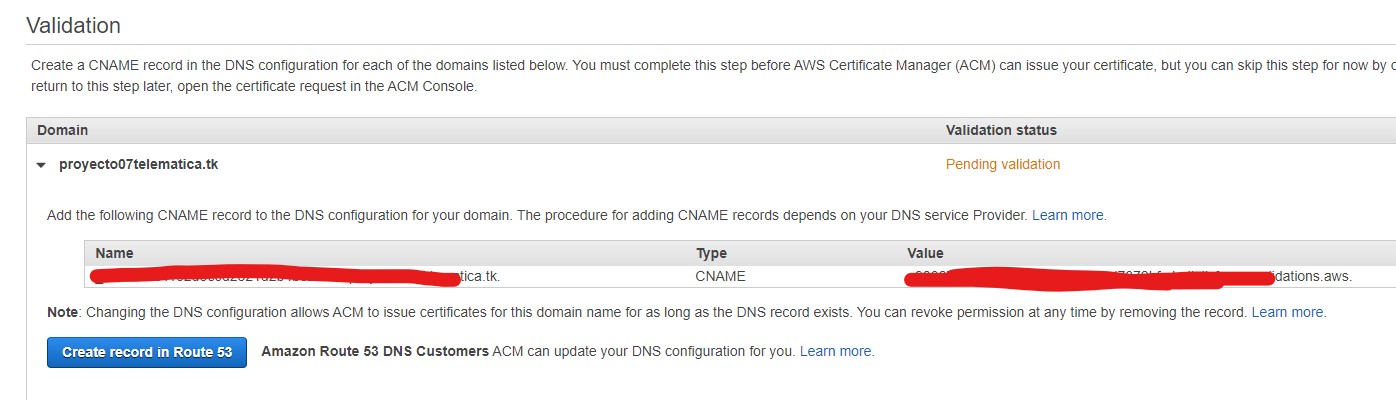 Validation
Create a CNAME record in the DNS configuration for each of the domains listed below. You must complete this step before AWS Certificate Manager (ACM) can issue your certificate, but you can skip this step for now by
return to this step later, open the certificate request in the ACM Console.
Domain Validation status
proyecto07telematica.tk Pending validation
Add the following CNAME record to the DNS configuration for your domain. The procedure for adding CNAME records depends on your DNS service Provider. Learn more.
Name Type Value
tica.tk. CNAME idations.aws.
Note: Changing the DNS configuration allows ACM to issue certificates for this domain name for as long as the DNS record exists. You can revoke permission at any time by removing the record. Learn more.
Create record in Route 53 Amazon Route 53 DNS Customers ACM can update your DNS configuration for you. Learn more.